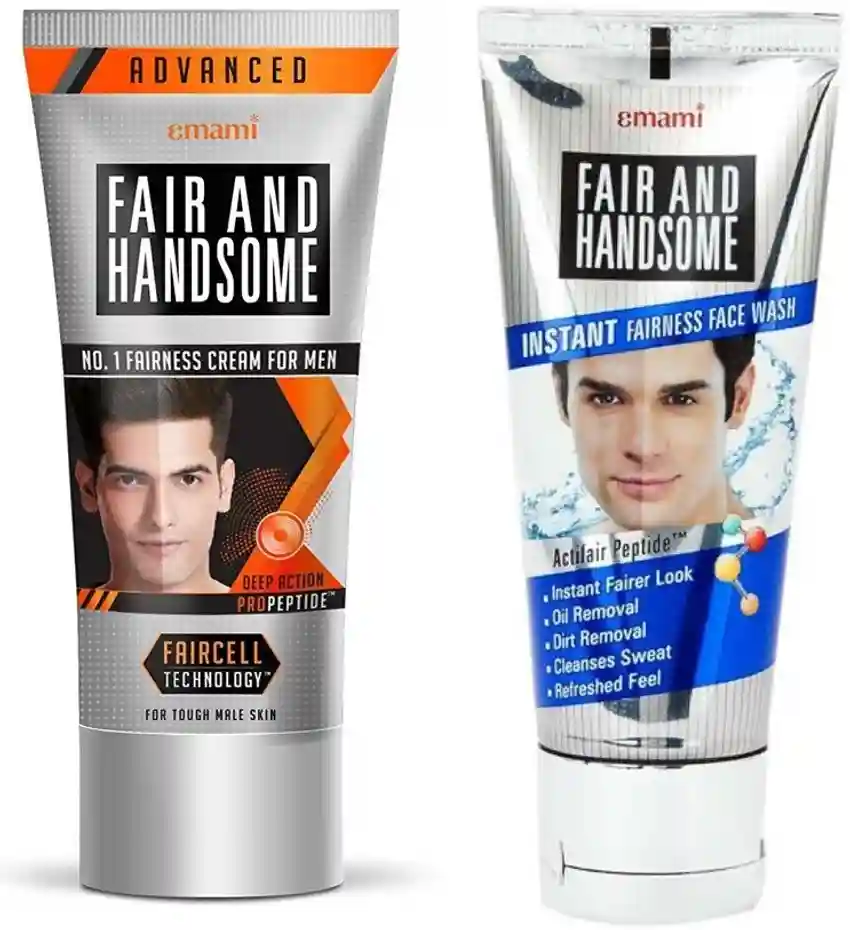 ADVANCED
emami
FAIR AND
HANDSOME
NO. 1 FAIRNESS CREAM FOR MEN
DEEP ACTION
PROPEPTIDE™
FAIRCELL
TECHNOLOGY™
FOR TOUGH MALE SKIN
emami
FAIR AND
HANDSOME
INSTANT FAIRNESS FACE WASH
Actilair Peptide™
• Instant Fairer Look
• Oil Removal
• Dirt Removal
• Cleanses Sweat
• Refreshed Feel